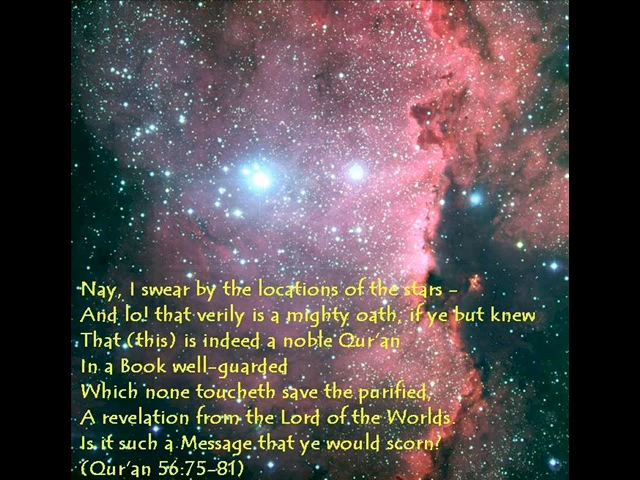 Nay, I swear by the locations of the stars -
And lo! that verily is a mighty oath, if ye but knew
That (this) is indeed a noble Qur'an
In a Book well-guarded
Which none toucheth save the purified,
A revelation from the Lord of the Worlds.
Is it such a Message that ye would scorn?
(Qur'an 56:75-81)